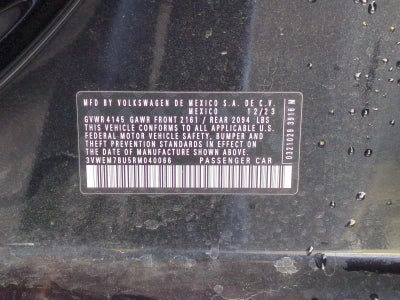 MFD BY VOLKSWAGEN DE MEXICO S.A. DE C.V.
MEXICO 12/23
GVWR 4145 GAWR FRONT 2161 / REAR 2094 LBS
THIS VEHICLE CONFORMS TO ALL APPLICABLE U.S.
FEDERAL MOTOR VEHICLE SAFETY, BUMPER AND
THEFT PREVENTION STANDARDS IN EFFECT ON
THE DATE OF MANUFACTURE SHOWN ABOVE.
3VWEM7BU5RM040066 PASSENGER CAR
0321029 3916 M